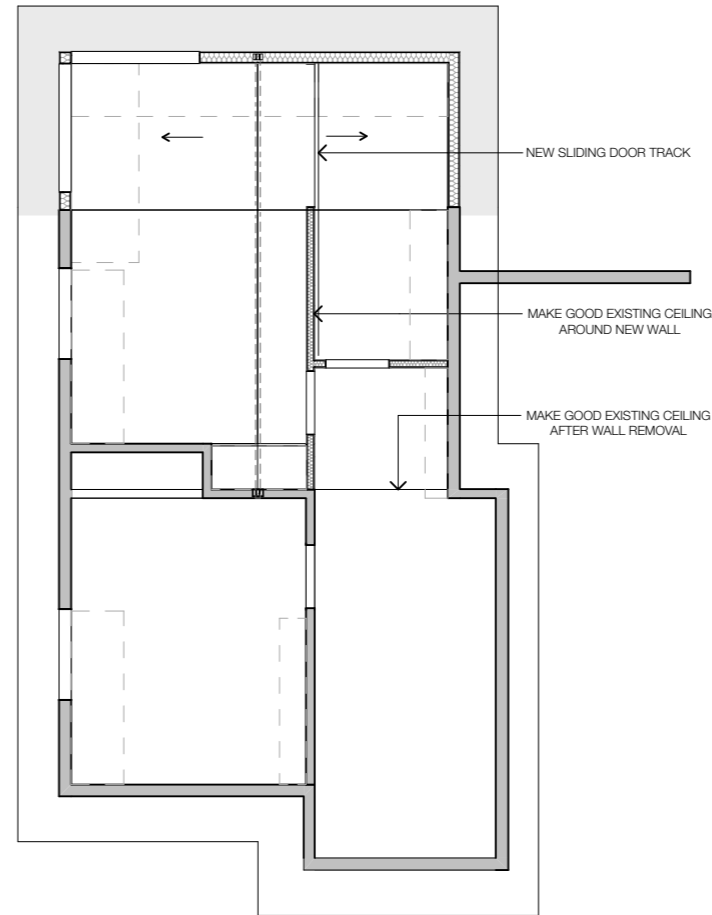 NEW SLIDING DOOR TRACK
MAKE GOOD EXISTING CEILING
AROUND NEW WALL
MAKE GOOD EXISTING CEILING
AFTER WALL REMOVAL